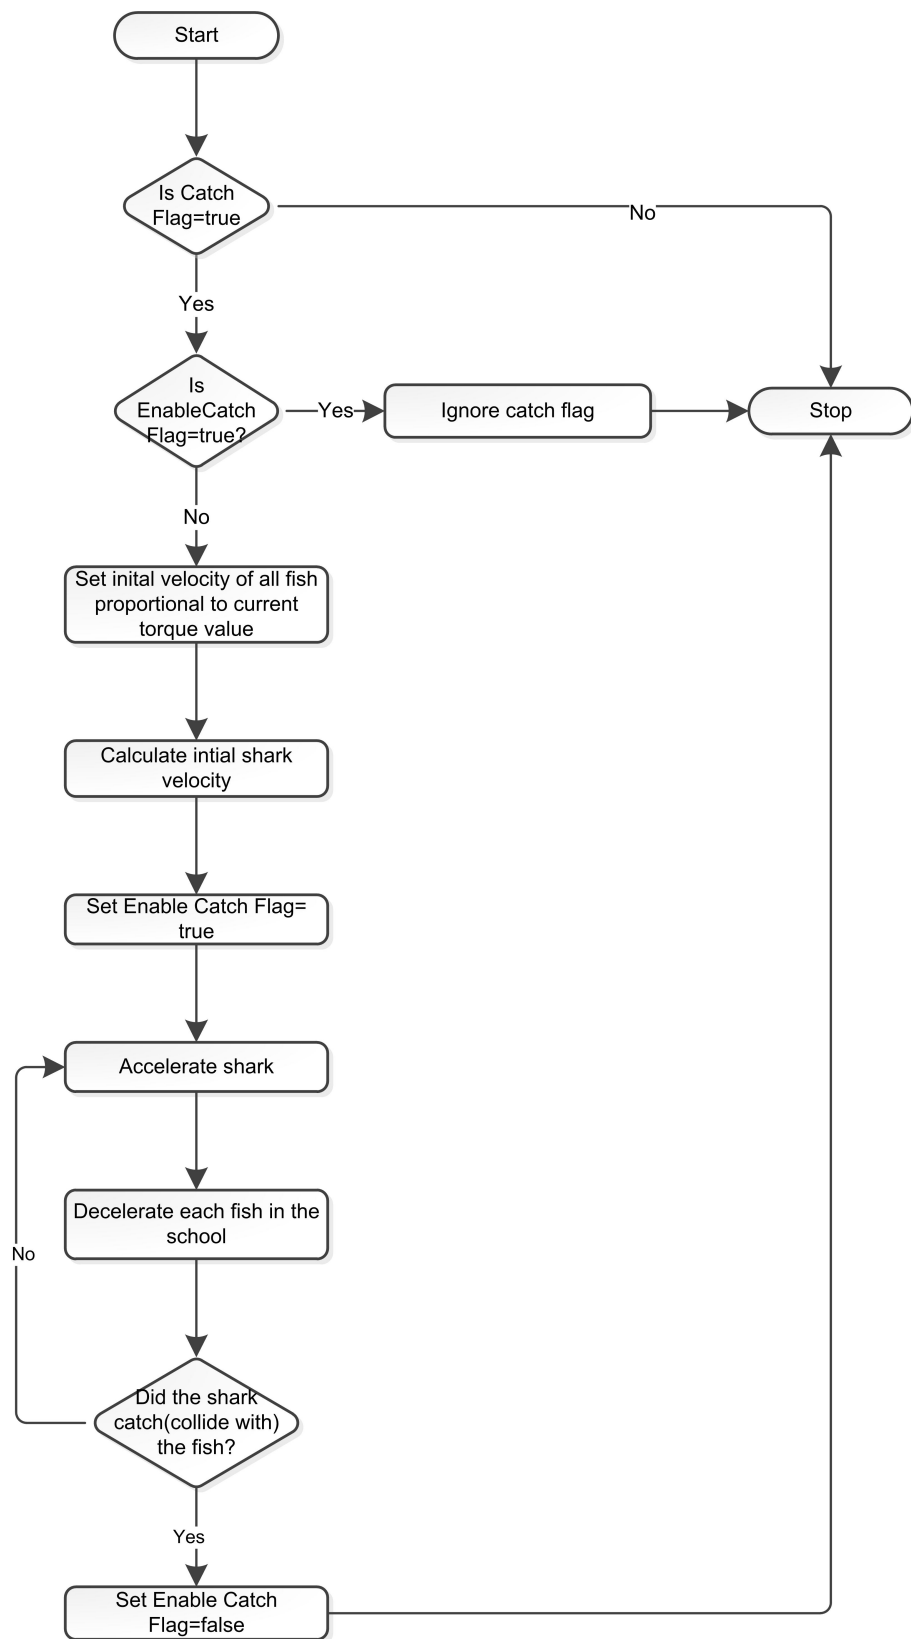 Start
Is Catch
Flag=true
No
Yes
Is
EnableCatch
Flag=true?
Yes
Ignore catch flag
Stop
No
Set inital velocity of all fish
proportional to current
torque value
Calculate intial shark
velocity
Set Enable Catch Flag=
true
Accelerate shark
Decelerate each fish in the
school
No
Did the shark
catch(collide with)
the fish?
Yes
Set Enable Catch
Flag=false